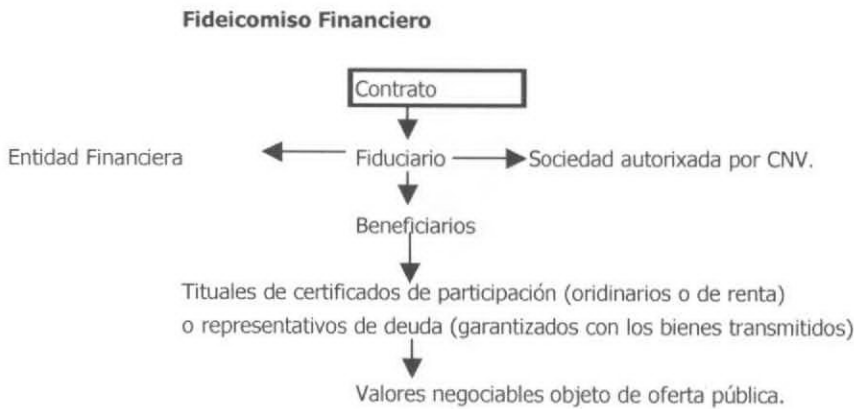 Fideicomiso Financiero
Contrato
Entidad Financiera
Fiduciario
Sociedad autorixada por CNV.
Beneficiarios
Tituales de certificados de participación (oridinarios o de renta)
o representativos de deuda (garantizados con los bienes transmitidos)
Valores negociables objeto de oferta pública.